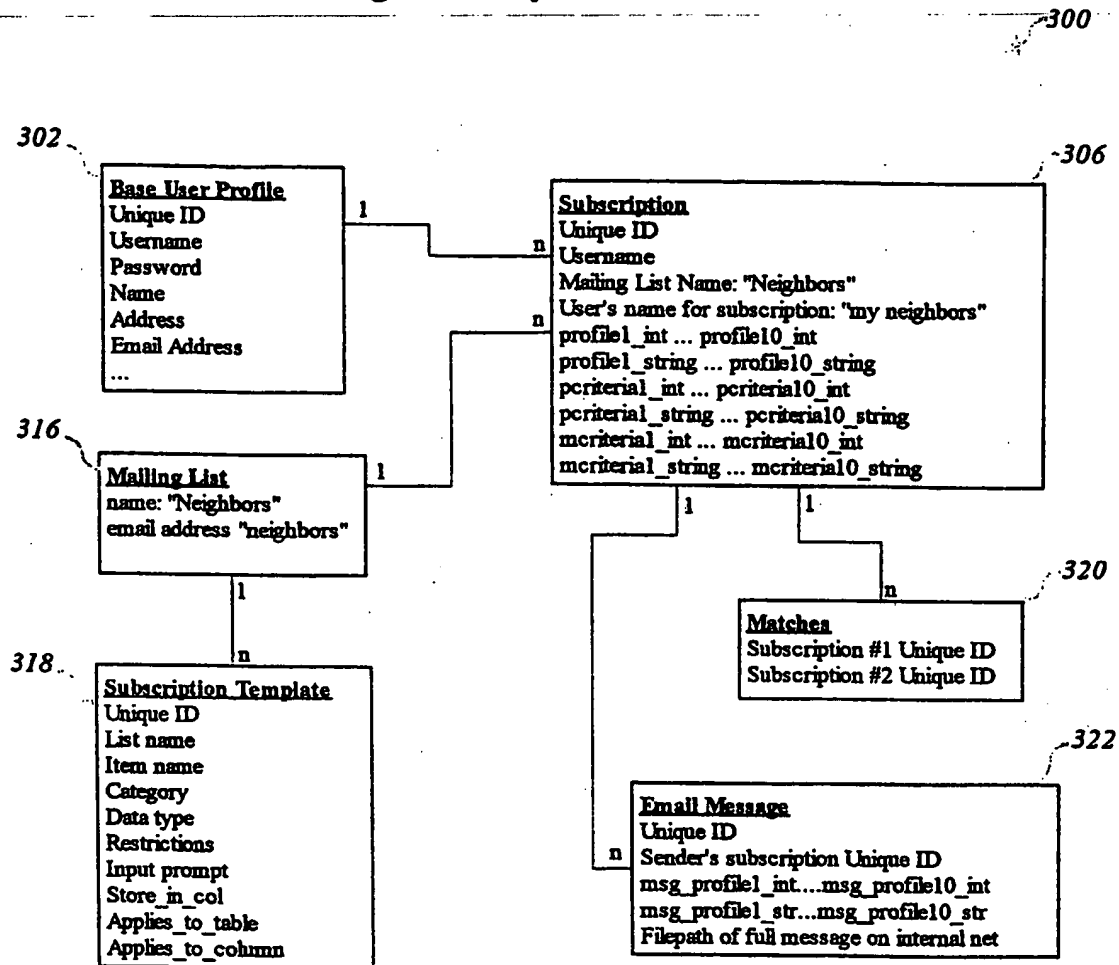 300
302
306
Base User Profile
Unique ID
Username
Password
Name
Address
Email Address
...
1
n
Subscription
Unique ID
Username
Mailing List Name: "Neighbors"
User's name for subscription: "my neighbors"
profile1_int ... profile10_int
profile1_string ... profile10_string
pcriteria1_int ... pcriteria10_int
pcriteria1_string ... pcriteria10_string
mcriteria1_int ... mcriteria10_int
mcriteria1_string ... mcriteria10_string
n
316
Mailing List
name: "Neighbors"
email address "neighbors"
1
1
1
1
n
n
320
Matches
Subscription #1 Unique ID
Subscription #2 Unique ID
318
Subscription Template
Unique ID
List name
Item name
Category
Data type
Restrictions
Input prompt
Store_in_col
Applies_to_table
Applies_to_column
322
n
Email Message
Unique ID
Sender's subscription Unique ID
msg_profile1_int....msg_profile10_int
msg_profile1_str...msg_profile10_str
Filepath of full message on internal net